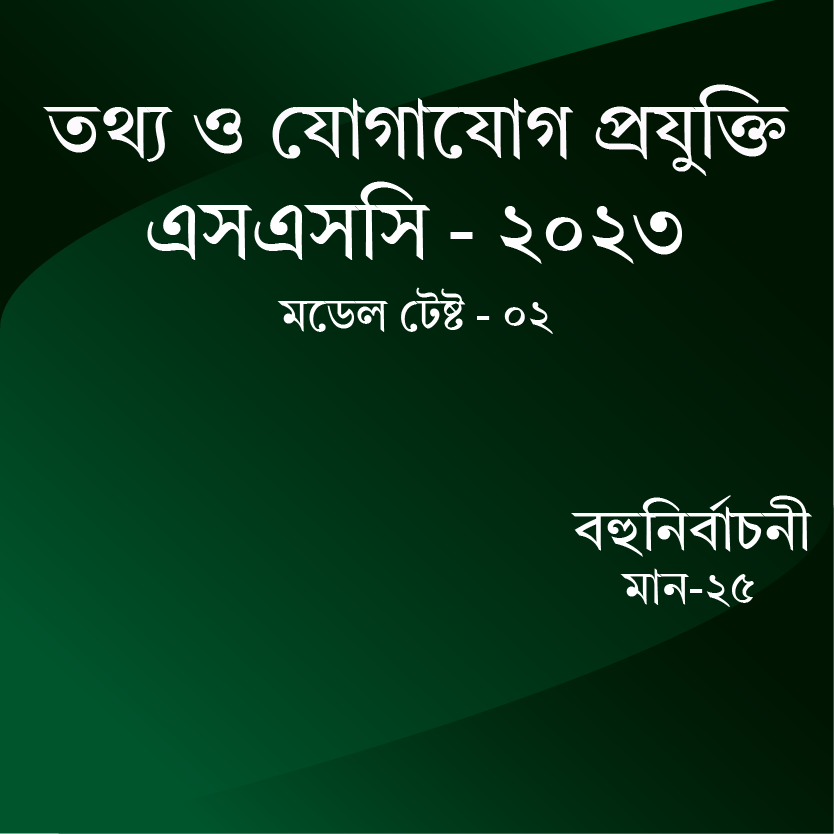 তথ্য ও যোগাযোগ প্রযুক্তি
এসএসসি - ২০২৩
মডেল টেষ্ট - ০২
বহুনির্বাচনী
মান-২৫